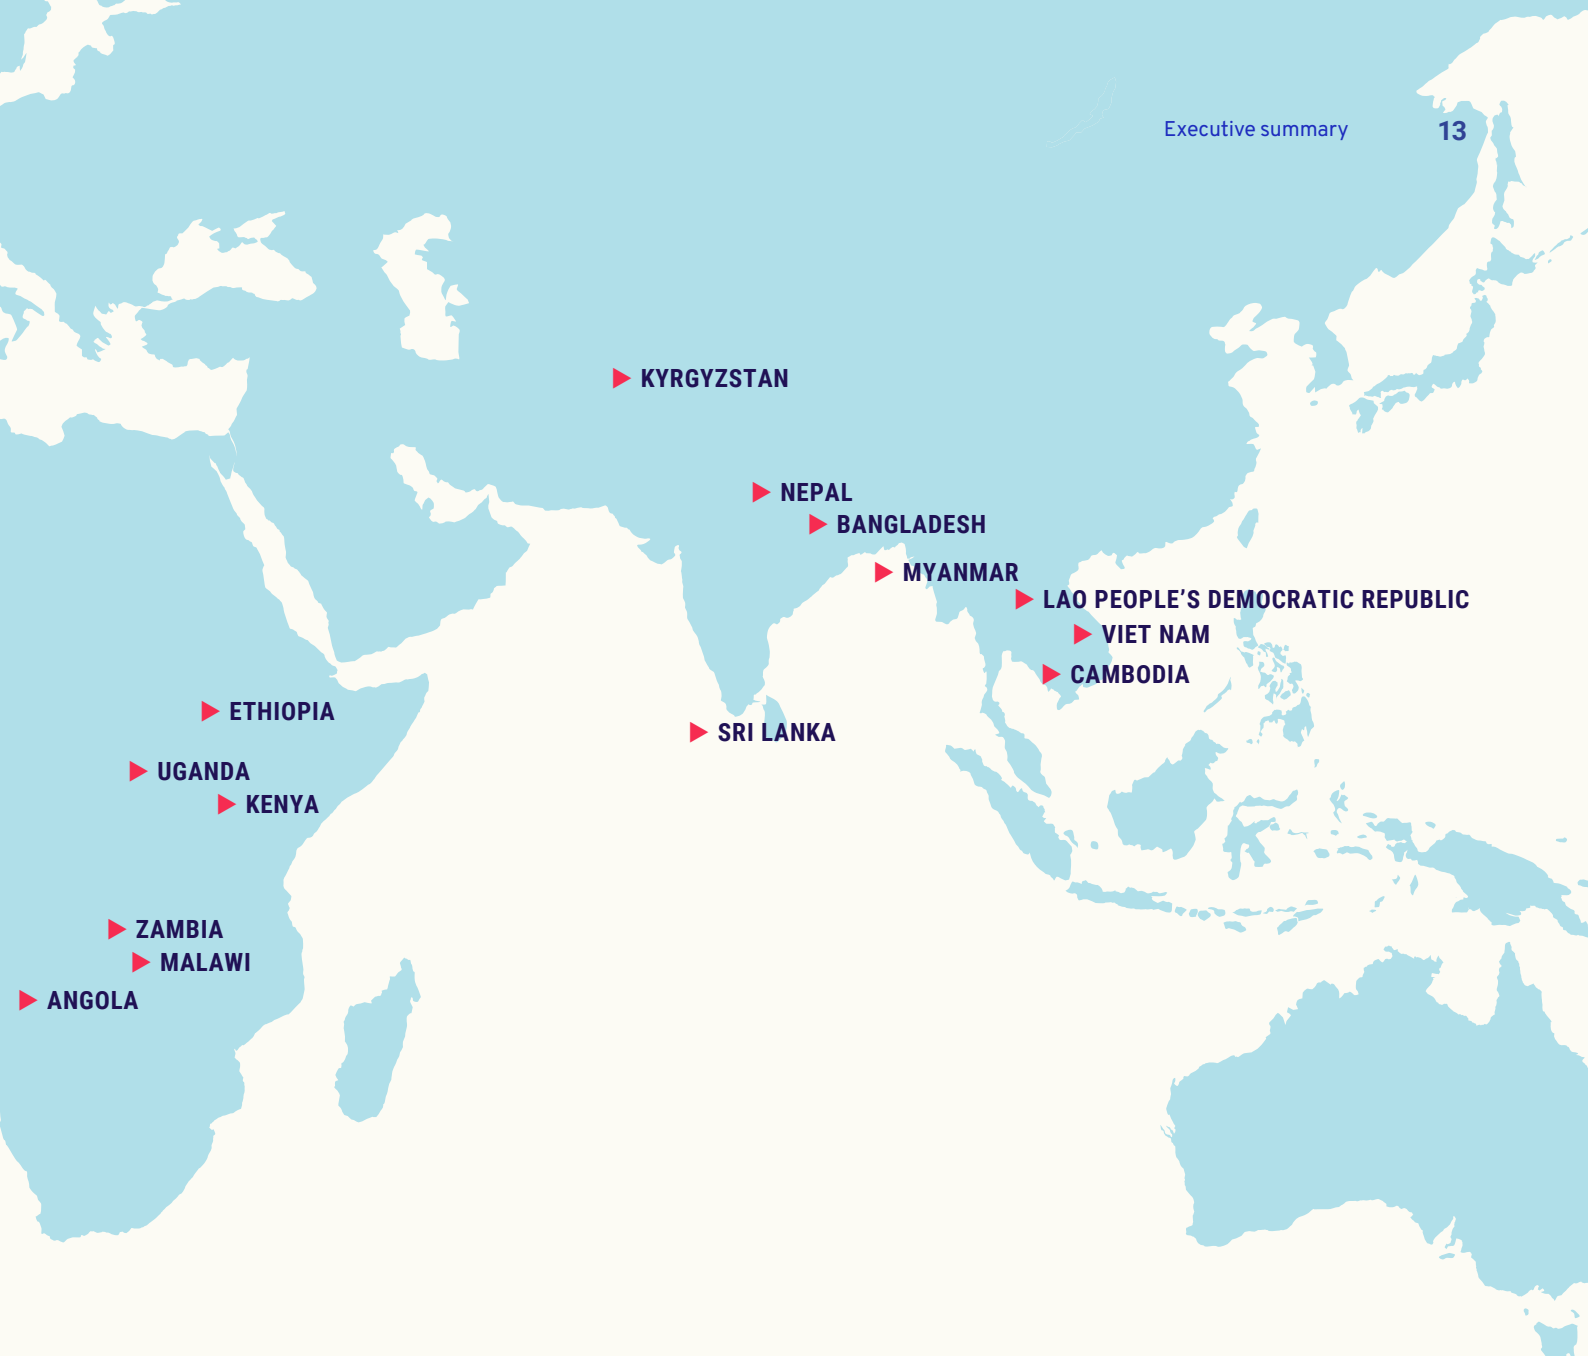 Executive summary 13
KYRGYZSTAN
NEPAL
BANGLADESH
MYANMAR
LAO PEOPLE’S DEMOCRATIC REPUBLIC
VIET NAM
CAMBODIA
ETHIOPIA
SRI LANKA
UGANDA
KENYA
ZAMBIA
MALAWI
ANGOLA